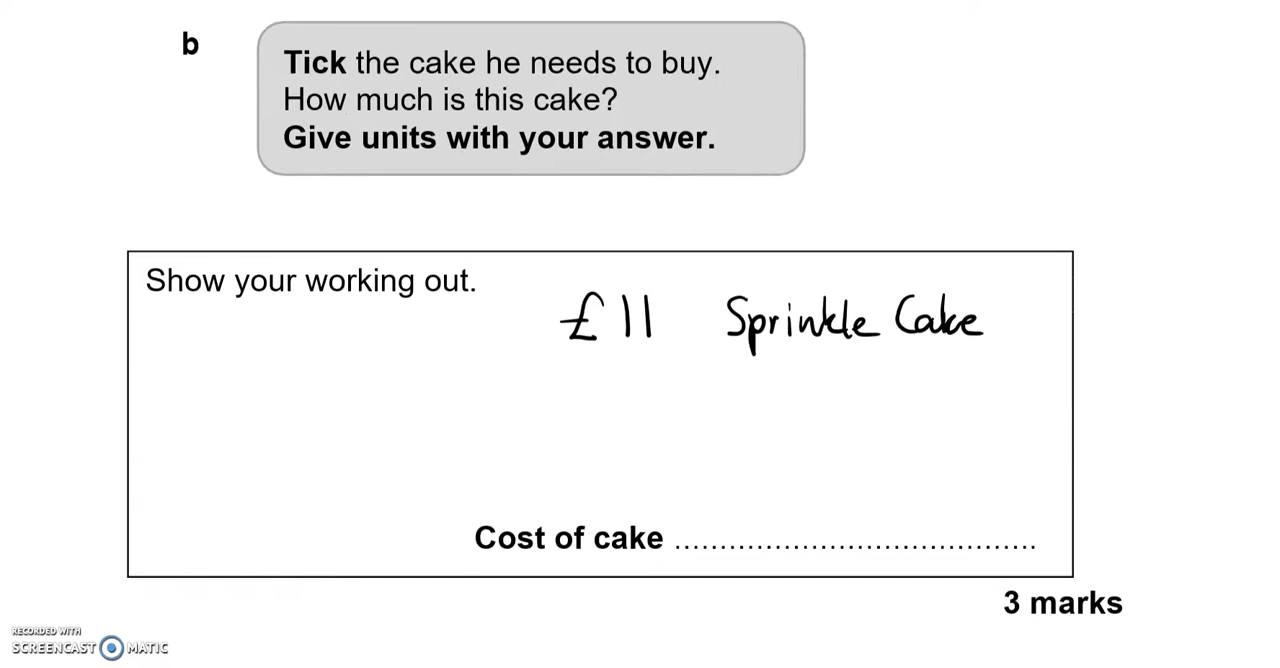 b
Tick the cake he needs to buy.
How much is this cake?
Give units with your answer.
Show your working out.
£11 Sprinkle Cake
Cost of cake ........................................
3 marks
RECORDED WITH
SCREENCAST MATIC